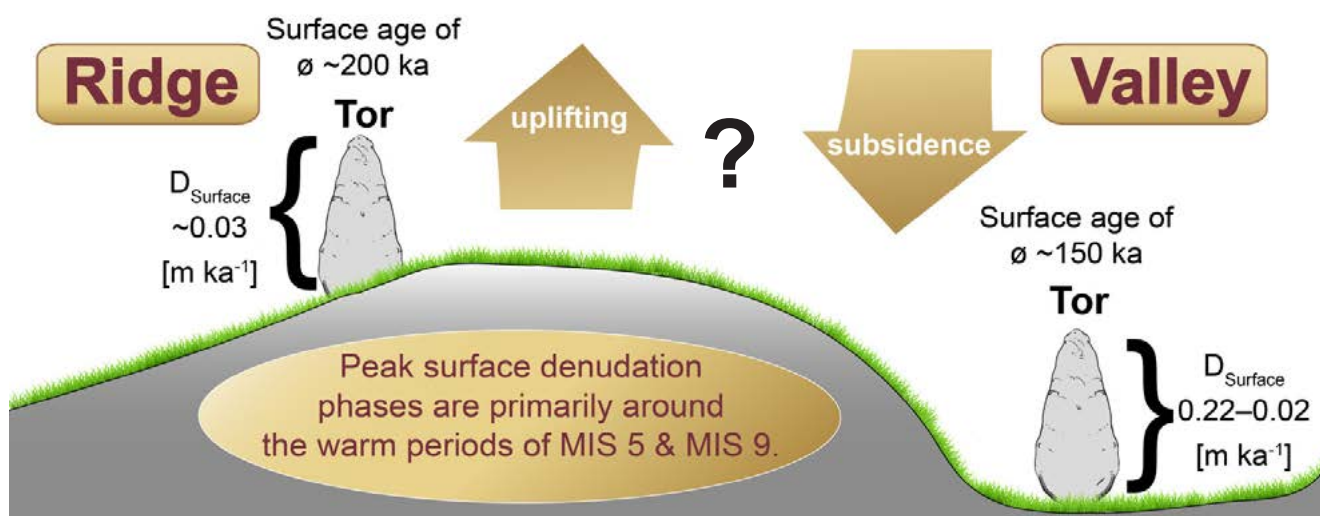 Ridge
Surface age of
ø ~200 ka
Tor
D_Surface
~0.03
[m ka⁻¹]
uplifting
?
subsidence
Valley
Surface age of
ø ~150 ka
Tor
D_Surface
0.22–0.02
[m ka⁻¹]
Peak surface denudation
phases are primarily around
the warm periods of MIS 5 & MIS 9.